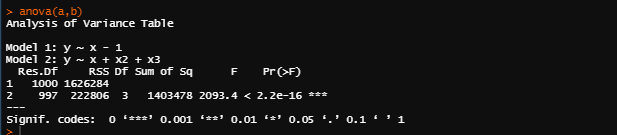 > anova(a,b)
Analysis of Variance Table

Model 1: y ~ x - 1
Model 2: y ~ x + x2 + x3
  Res.Df     RSS Df Sum of Sq      F    Pr(>F)
1   1000 1626284
2    997  222806  3   1403478 2093.4 < 2.2e-16 ***
---
Signif. codes:  0 ‘***’ 0.001 ‘**’ 0.01 ‘*’ 0.05 ‘.’ 0.1 ‘ ’ 1
>